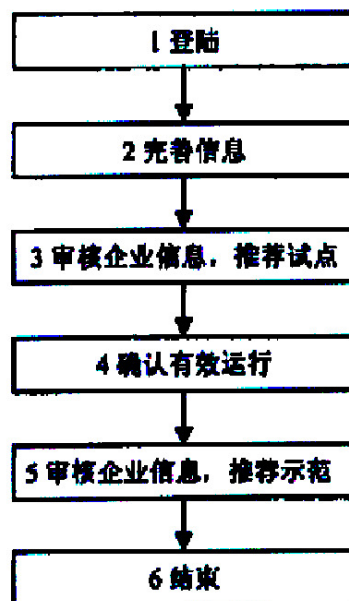 1 登陆
2 完善信息
3 审核企业信息，推荐试点
4 确认有效运行
5 审核企业信息，推荐示范
6 结束